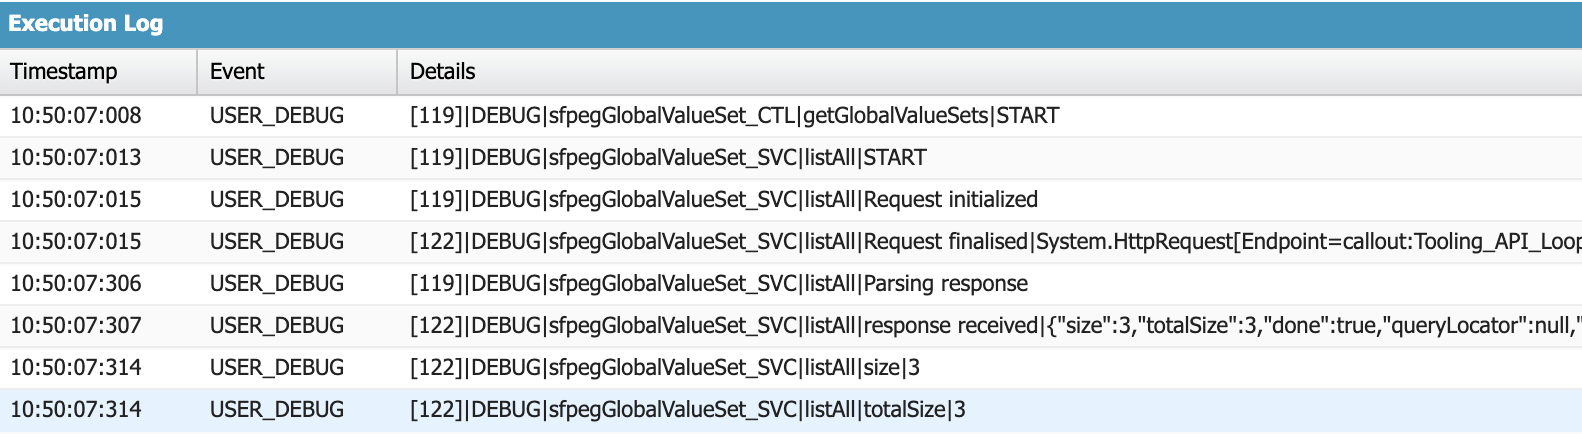 Execution Log
Timestamp Event Details
10:50:07:008 USER_DEBUG [119]|DEBUG|sfpegGlobalValueSet_CTL|getGlobalValueSets|START
10:50:07:013 USER_DEBUG [119]|DEBUG|sfpegGlobalValueSet_SVC|listAll|START
10:50:07:015 USER_DEBUG [119]|DEBUG|sfpegGlobalValueSet_SVC|listAll|Request initialized
10:50:07:015 USER_DEBUG [122]|DEBUG|sfpegGlobalValueSet_SVC|listAll|Request finalised|System.HttpRequest[Endpoint=callout:Tooling_API_Loop
10:50:07:306 USER_DEBUG [119]|DEBUG|sfpegGlobalValueSet_SVC|listAll|Parsing response
10:50:07:307 USER_DEBUG [122]|DEBUG|sfpegGlobalValueSet_SVC|listAll|response received|{"size":3,"totalSize":3,"done":true,"queryLocator":null,"
10:50:07:314 USER_DEBUG [122]|DEBUG|sfpegGlobalValueSet_SVC|listAll|size|3
10:50:07:314 USER_DEBUG [122]|DEBUG|sfpegGlobalValueSet_SVC|listAll|totalSize|3